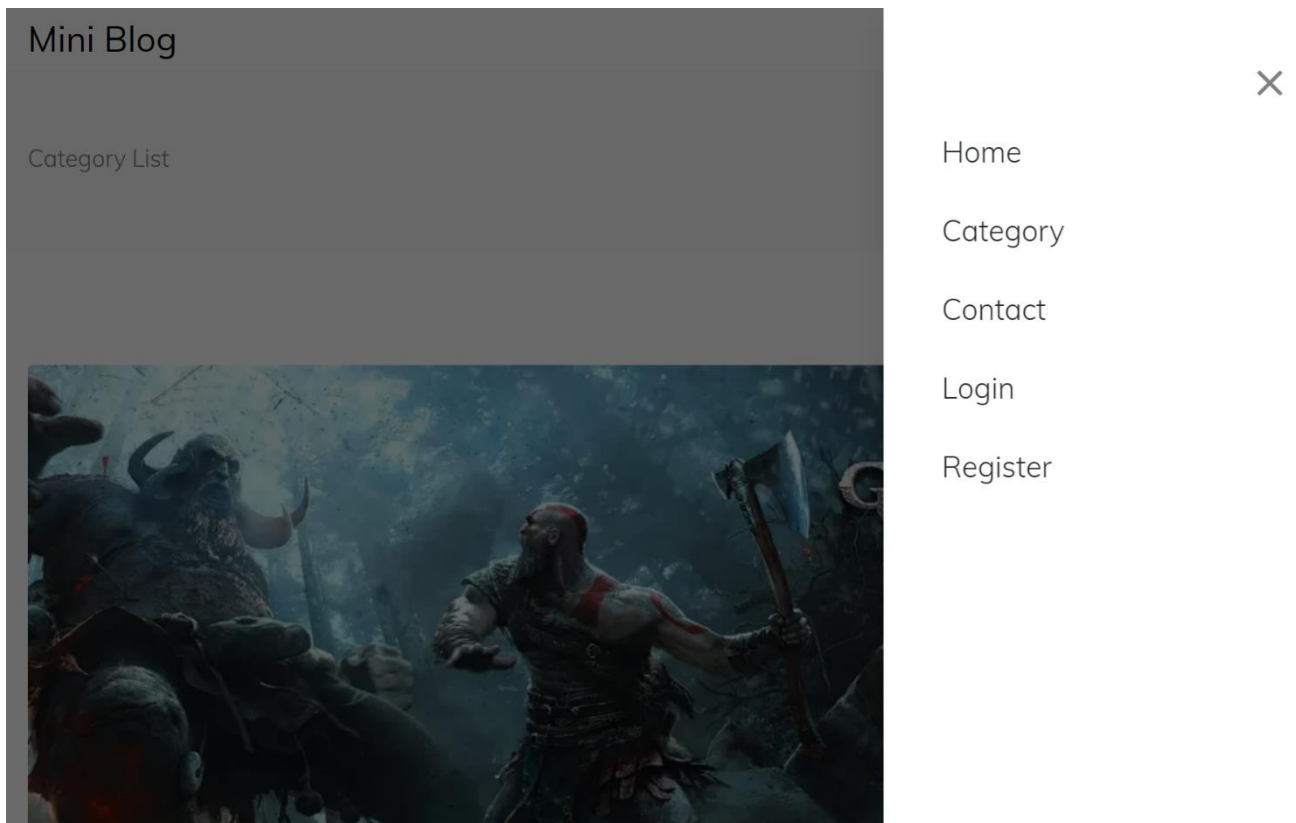 Mini Blog
Category List
Home
Category
Contact
Login
Register
G